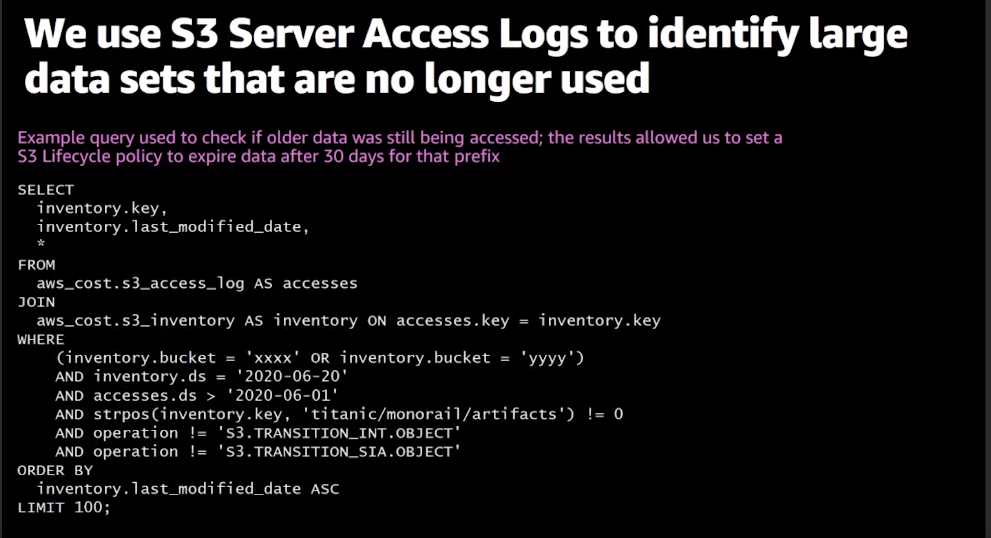 We use S3 Server Access Logs to identify large
data sets that are no longer used
Example query used to check if older data was still being accessed; the results allowed us to set a
S3 Lifecycle policy to expire data after 30 days for that prefix
SELECT
  inventory.key,
  inventory.last_modified_date,
  *
FROM
  aws_cost.s3_access_log AS accesses
JOIN
  aws_cost.s3_inventory AS inventory ON accesses.key = inventory.key
WHERE
    (inventory.bucket = 'xxxx' OR inventory.bucket = 'yyyy')
    AND inventory.ds = '2020-06-20'
    AND accesses.ds > '2020-06-01'
    AND strpos(inventory.key, 'titanic/monorail/artifacts') != 0
    AND operation != 'S3.TRANSITION_INT.OBJECT'
    AND operation != 'S3.TRANSITION_SIA.OBJECT'
ORDER BY
  inventory.last_modified_date ASC
LIMIT 100;